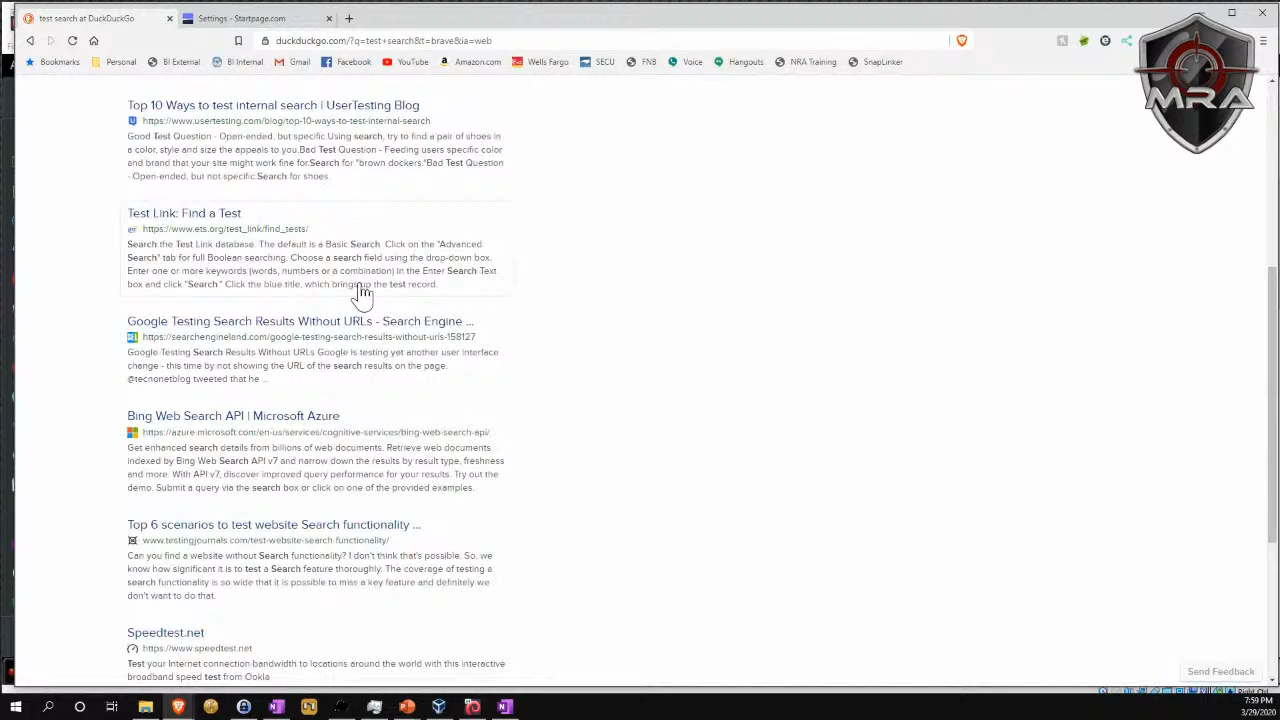 test search at DuckDuckGo
Settings - Startpage.com
duckduckgo.com/?q=test+search&t=brave&ia=web
Bookmarks Personal BI External BI Internal Gmail Facebook YouTube Amazon.com Wells Fargo SECU FNB Voice Hangouts NRA Training SnapLinker
MRA
Top 10 Ways to test internal search | UserTesting Blog
https://www.usertesting.com/blog/top-10-ways-to-test-internal-search
Good Test Question - Open-ended, but specific.Using search, try to find a pair of shoes in
a color, style and size the appeals to you.Bad Test Question - Feeding users specific color
and brand that your site might work fine for.Search for "brown dockers."Bad Test Question
- Open-ended, but not specific.Search for shoes.
Test Link: Find a Test
https://www.ets.org/test_link/find_tests/
Search the Test Link database. The default is a Basic Search. Click on the "Advanced
Search" tab for full Boolean searching. Choose a search field using the drop-down box.
Enter one or more keywords (words, numbers or a combination) in the Enter Search Text
box and click "Search." Click the blue title, which brings up the test record.
Google Testing Search Results Without URLs - Search Engine ...
https://searchengineland.com/google-testing-search-results-without-urls-158127
Google Testing Search Results Without URLs Google is testing yet another user interface
change - this time by not showing the URL of the search results on the page.
@tecnonetblog tweeted that he ...
Bing Web Search API | Microsoft Azure
https://azure.microsoft.com/en-us/services/cognitive-services/bing-web-search-api/
Get enhanced search details from billions of web documents. Retrieve web documents
indexed by Bing Web Search API v7 and narrow down the results by result type, freshness
and more. With API v7, discover improved query performance for your results. Try out the
demo. Submit a query via the search box or click on one of the provided examples.
Top 6 scenarios to test website Search functionality ...
www.testingjournals.com/test-website-search-functionality/
Can you find a website without Search functionality? I don't think that's possible. So, we
know how significant it is to test a Search feature thoroughly. The coverage of testing a
search functionality is so wide that it is possible to miss a key feature and definitely we
don't want to do that.
Speedtest.net
https://www.speedtest.net
Test your Internet connection bandwidth to locations around the world with this interactive
broadband speed test from Ookla
Send Feedback
Right Ctrl
7:59 PM
3/29/2020